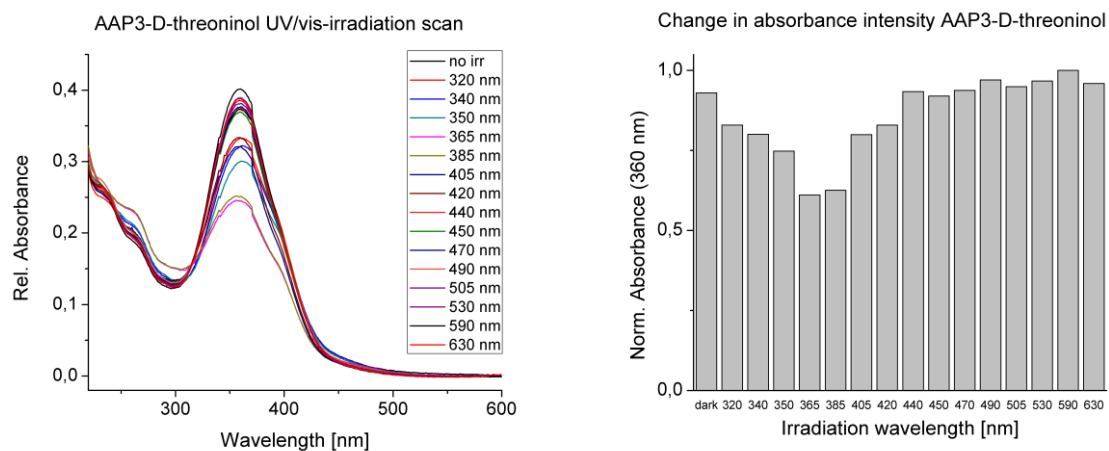 AAP3-D-threoninol UV/vis-irradiation scan
Rel. Absorbance
0,4
0,3
0,2
0,1
0,0
300
400
500
600
Wavelength [nm]
no irr
320 nm
340 nm
350 nm
365 nm
385 nm
405 nm
420 nm
440 nm
450 nm
470 nm
490 nm
505 nm
530 nm
590 nm
630 nm
Change in absorbance intensity AAP3-D-threoninol
Norm. Absorbance (360 nm)
1,0
0,5
0,0
dark 320 340 350 365 385 405 420 440 450 470 490 505 530 590 630
Irradiation wavelength [nm]